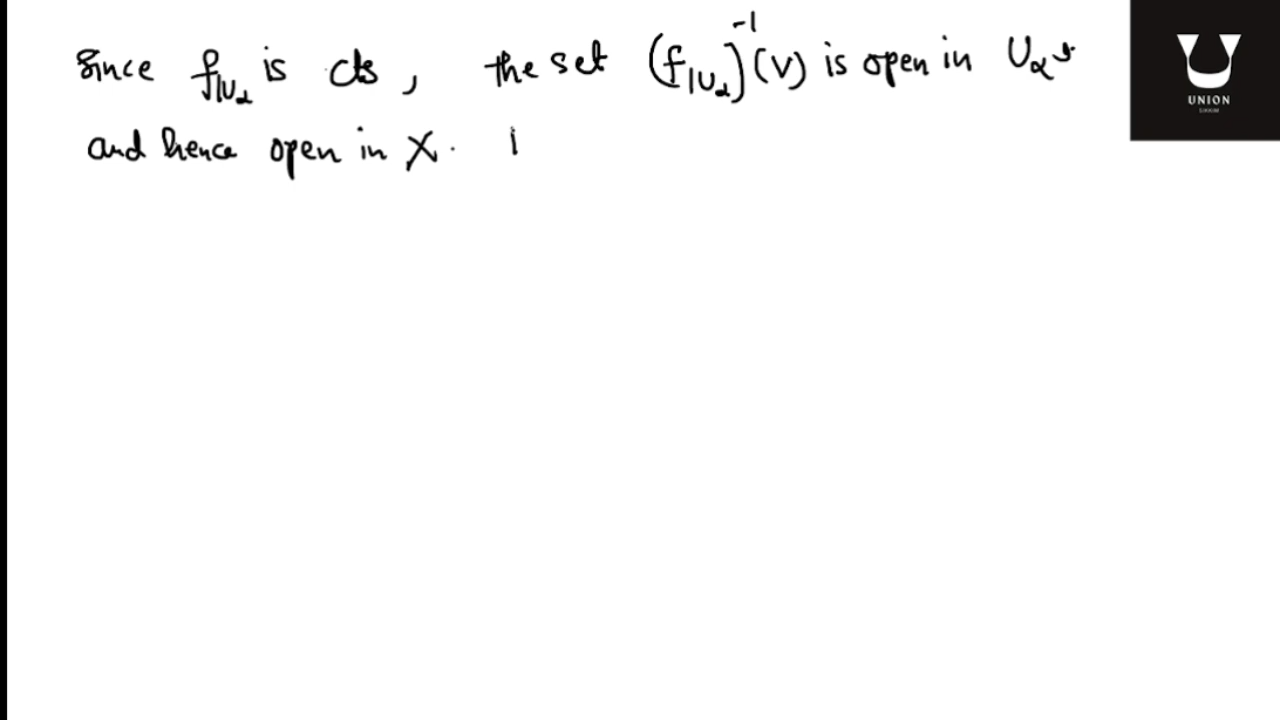 Since f|Uα is cts, the set (f|Uα)⁻¹(V) is open in Uα
and hence open in X.
UNION